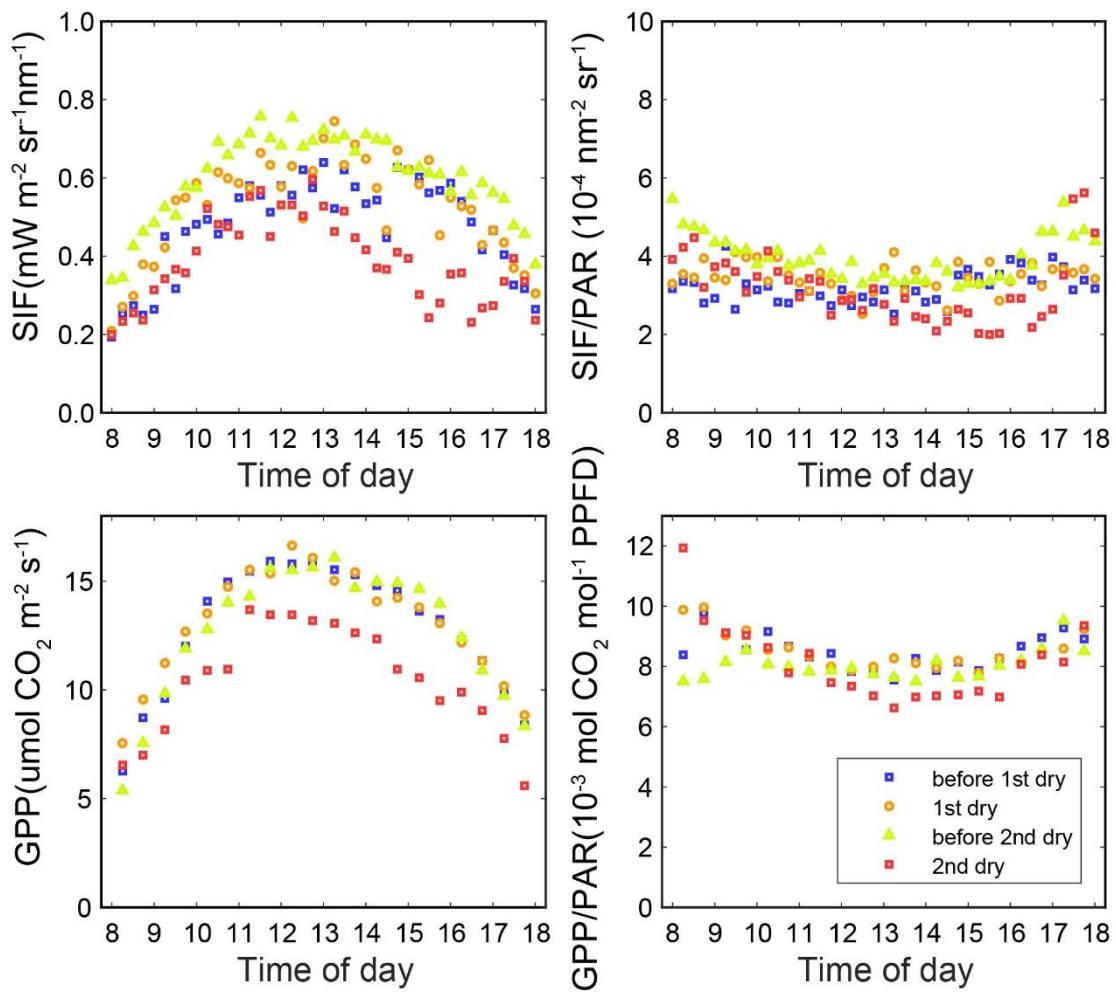 SIF(mW m⁻² sr⁻¹nm⁻¹)
1.0
0.8
0.6
0.4
0.2
0.0
8 9 10 11 12 13 14 15 16 17 18
Time of day
SIF/PAR (10⁻⁴ nm⁻² sr⁻¹)
10
8
6
4
2
0
8 9 10 11 12 13 14 15 16 17 18
Time of day
GPP(umol CO₂ m⁻² s⁻¹)
15
10
5
0
8 9 10 11 12 13 14 15 16 17 18
Time of day
GPP/PAR(10⁻³ mol CO₂ mol⁻¹ PPFD)
12
10
8
6
4
2
0
before 1st dry
1st dry
before 2nd dry
2nd dry
8 9 10 11 12 13 14 15 16 17 18
Time of day